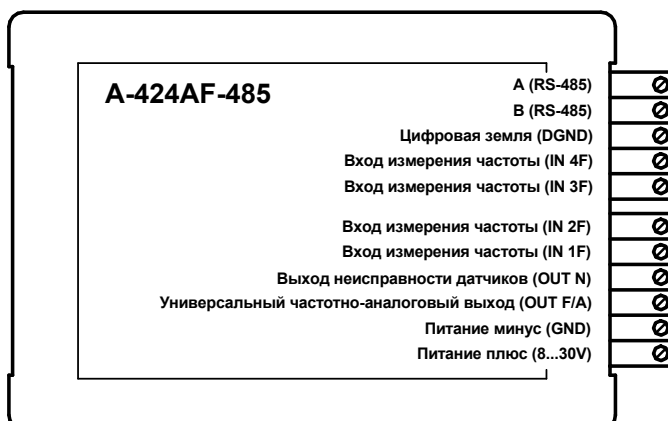 A-424AF-485
A (RS-485)
B (RS-485)
Цифровая земля (DGND)
Вход измерения частоты (IN 4F)
Вход измерения частоты (IN 3F)
Вход измерения частоты (IN 2F)
Вход измерения частоты (IN 1F)
Выход неисправности датчиков (OUT N)
Универсальный частотно-аналоговый выход (OUT F/A)
Питание минус (GND)
Питание плюс (8...30V)